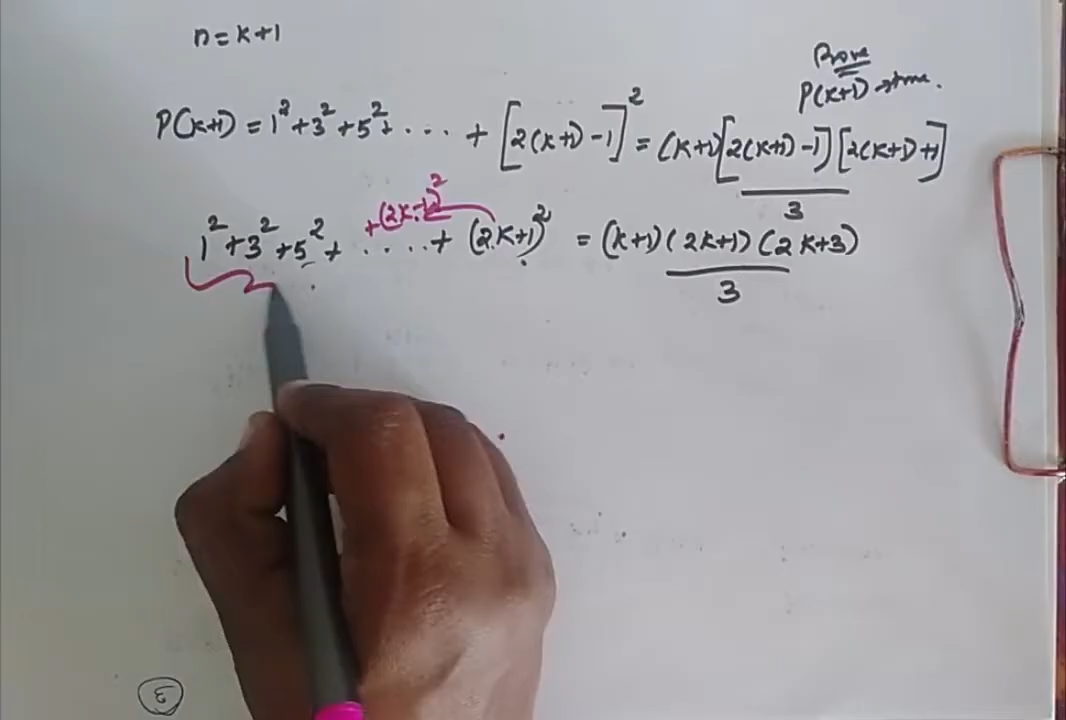 n = k+1
Prove
P(k+1) → true.
P(k+1) = 1² + 3² + 5² + .... + [2(k+1) - 1]² = (k+1)[2(k+1) - 1][2(k+1) + 1]
3
+(2k-1)²
1² + 3² + 5² + ..... + (2k+1)² = (k+1)(2k+1)(2k+3)
3
3